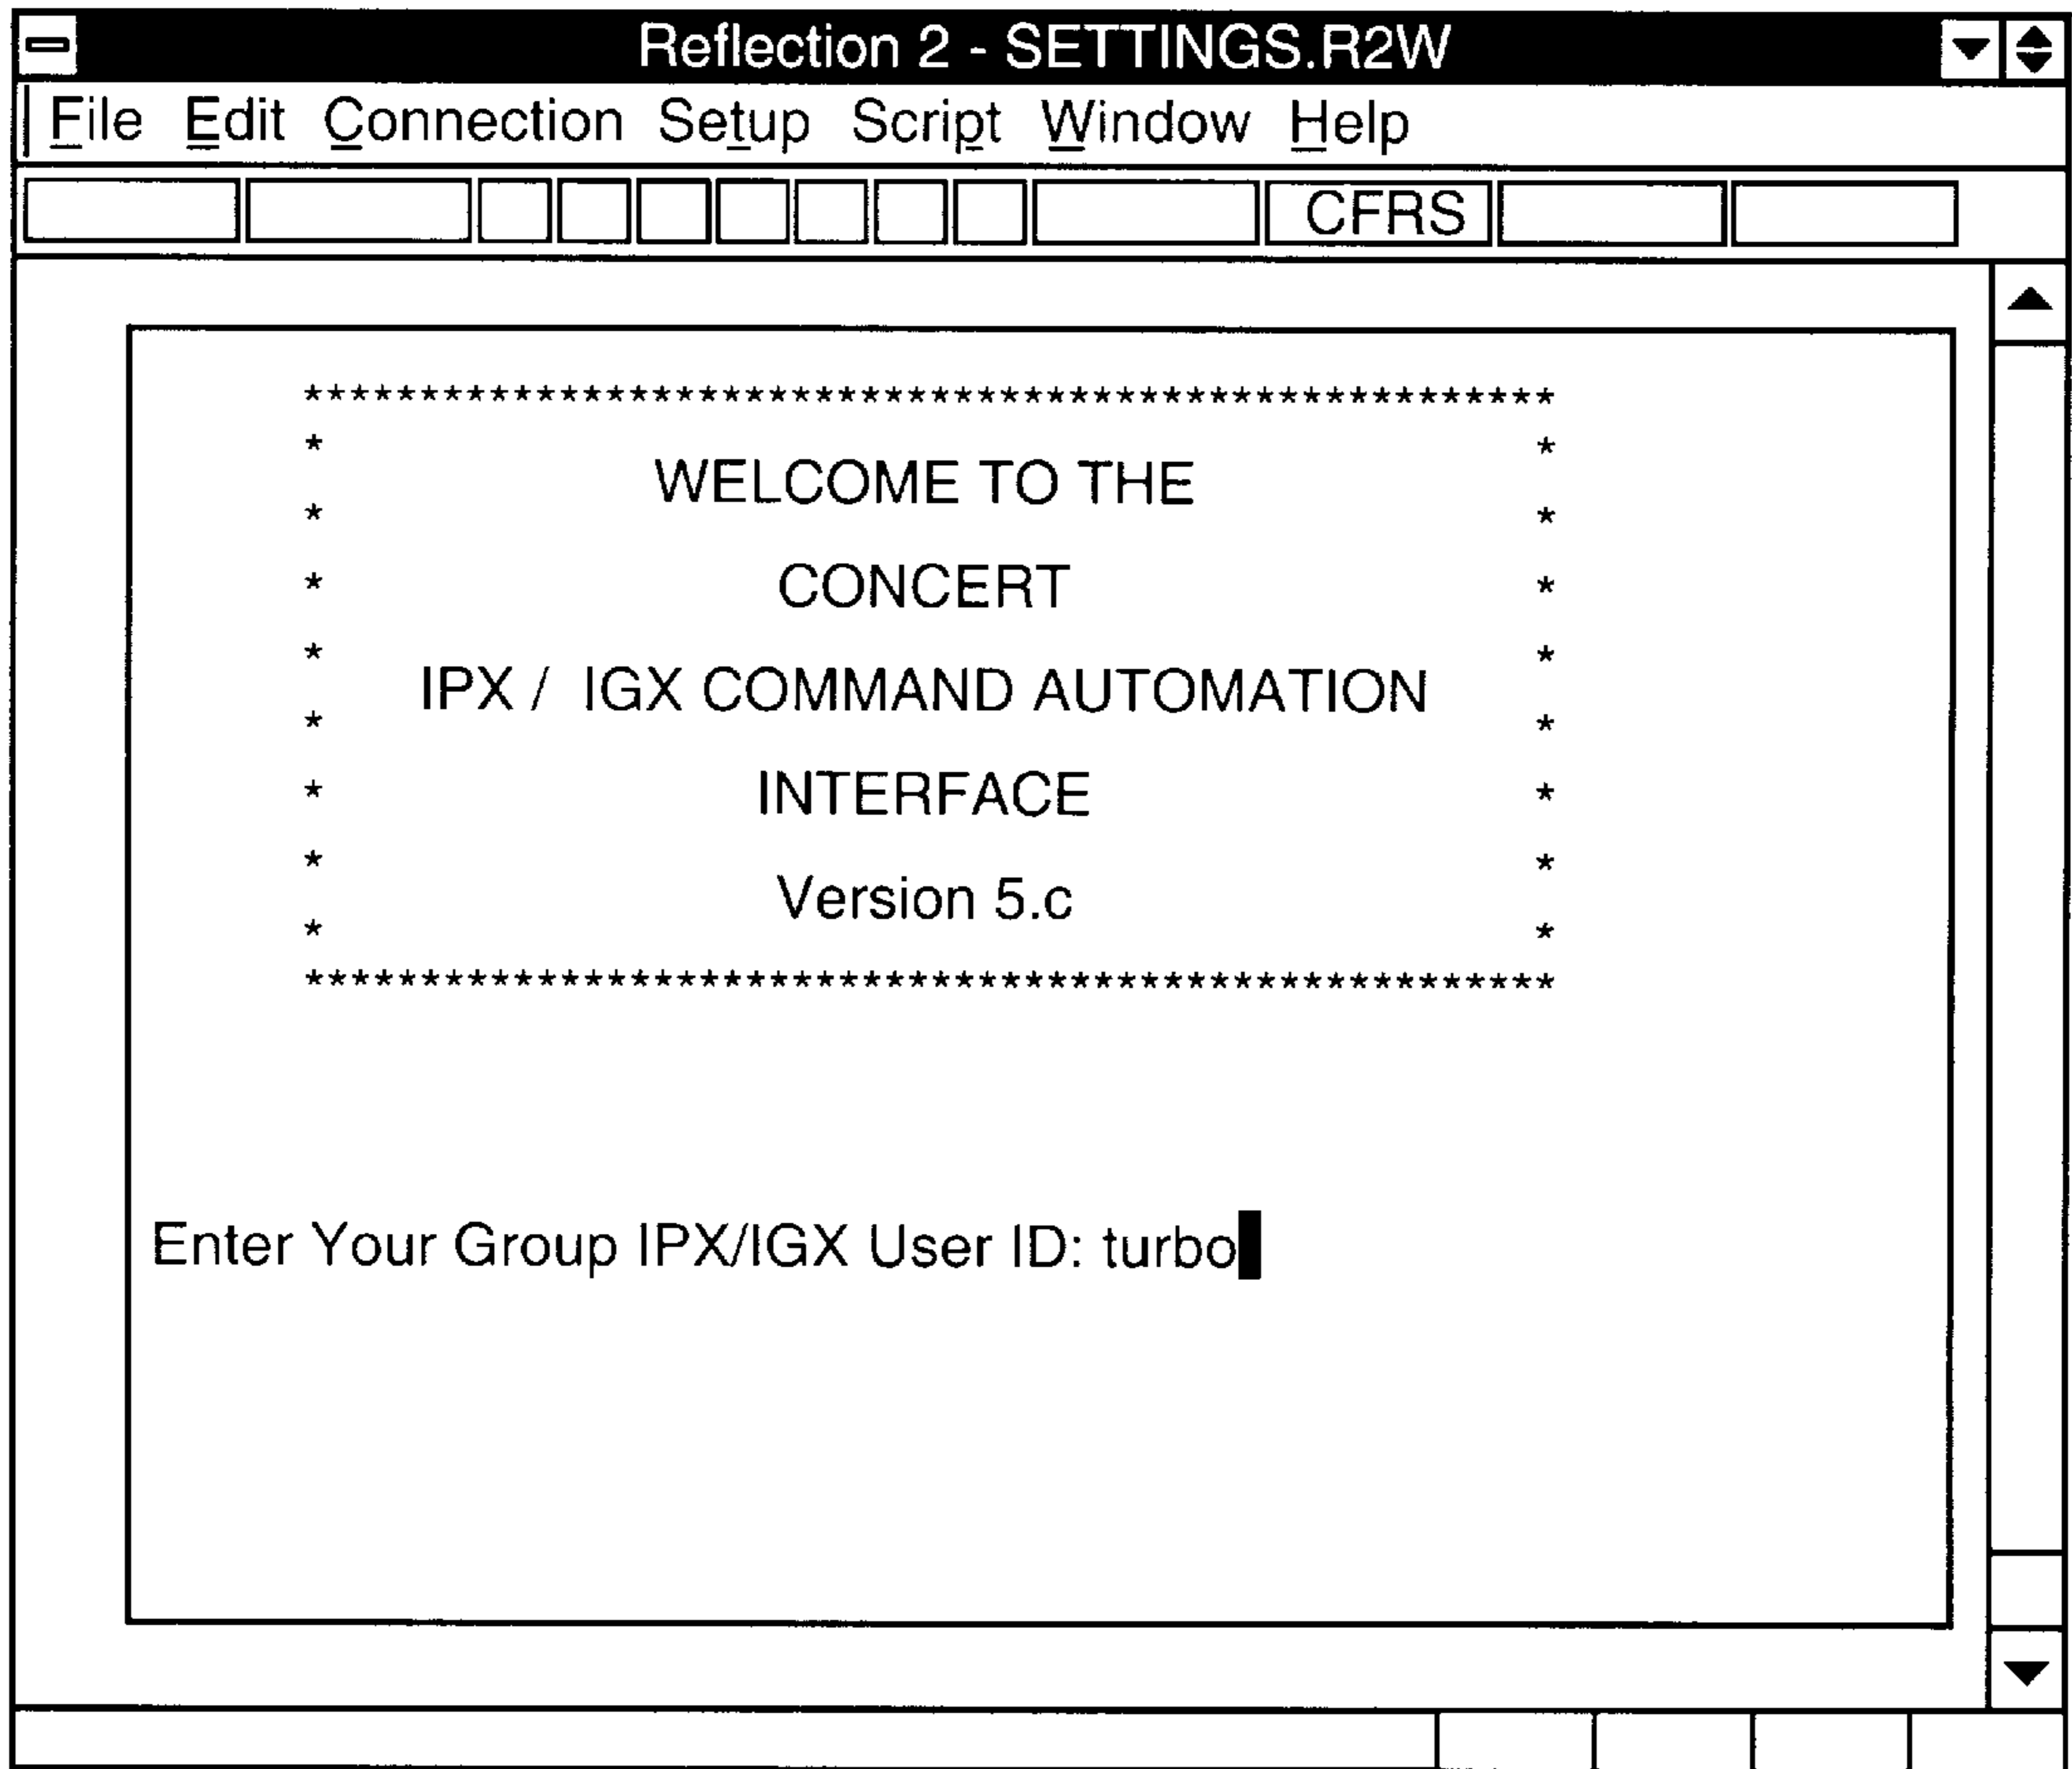 Reflection 2 - SETTINGS.R2W
File Edit Connection Setup Script Window Help
CFRS
******************************************************
* WELCOME TO THE *
* *
* CONCERT *
* IPX / IGX COMMAND AUTOMATION *
* *
* INTERFACE *
* Version 5.c *
* *
******************************************************
Enter Your Group IPX/IGX User ID: turbo